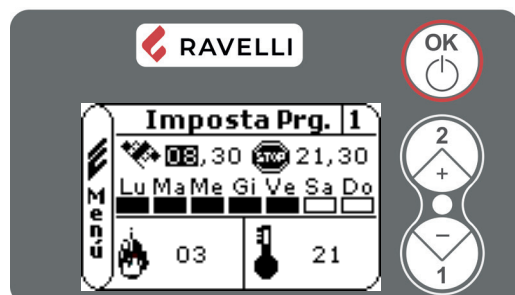 RAVELLI
OK
Imposta Prg. 1
08,30 STOP 21,30
Lu Ma Me Gi Ve Sa Do
Menú
03
21
2
+
−
1